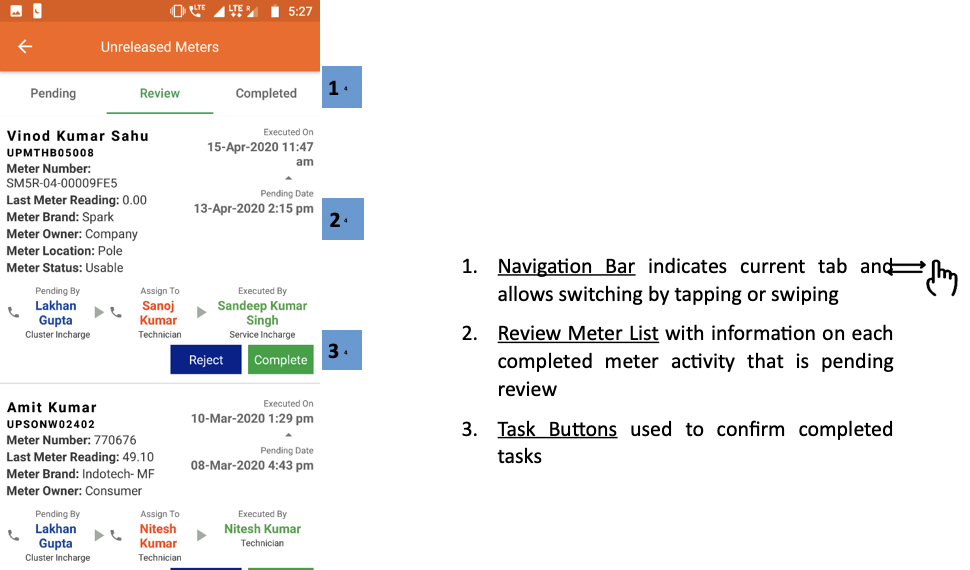 LTE LTE R 5:27
Unreleased Meters
Pending Review Completed
1 4
Vinod Kumar Sahu
UPMTHB05008
Meter Number:
SM5R-04-00009FE5
Last Meter Reading: 0.00
Meter Brand: Spark
Meter Owner: Company
Meter Location: Pole
Meter Status: Usable
Executed On
15-Apr-2020 11:47
am
Pending Date
13-Apr-2020 2:15 pm
2 4
Pending By Assign To Executed By
Lakhan Sanoj Sandeep Kumar
Gupta Kumar Singh
Cluster Incharge Technician Service Incharge
Reject Complete
3 4
Amit Kumar
UPSONW02402
Meter Number: 770676
Last Meter Reading: 49.10
Meter Brand: Indotech- MF
Meter Owner: Consumer
Executed On
10-Mar-2020 1:29 pm
Pending Date
08-Mar-2020 4:43 pm
Pending By Assign To Executed By
Lakhan Nitesh Nitesh Kumar
Gupta Kumar Technician
Cluster Incharge Technician
1. Navigation Bar indicates current tab and
allows switching by tapping or swiping
2. Review Meter List with information on each
completed meter activity that is pending
review
3. Task Buttons used to confirm completed
tasks